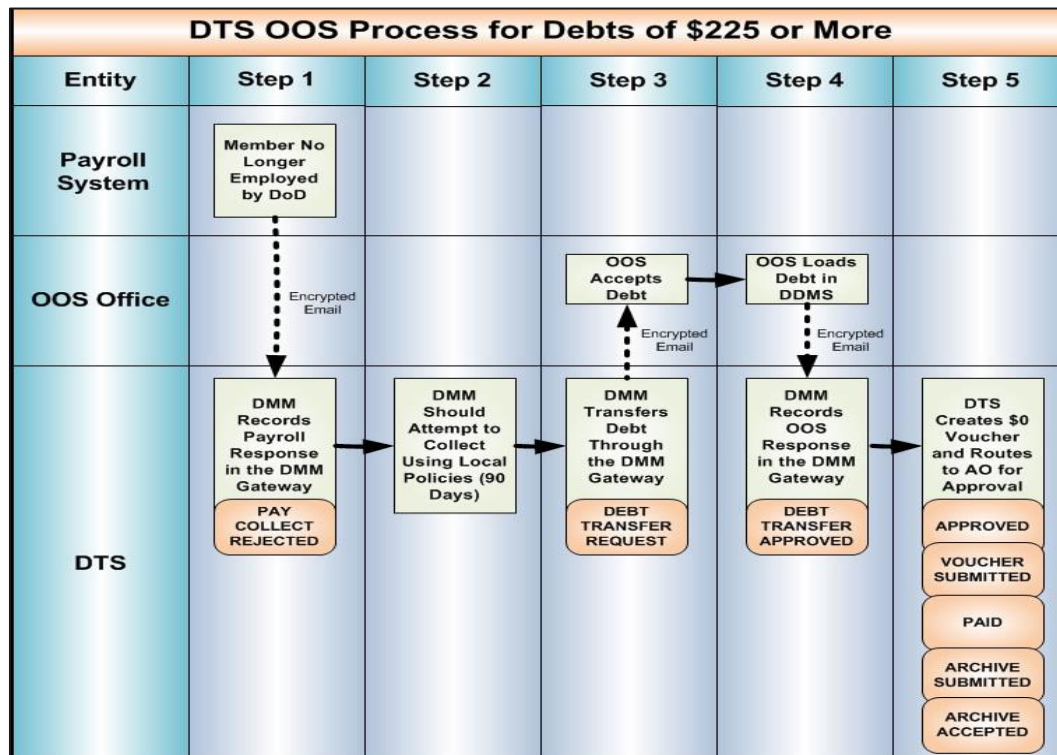 DTS OOS Process for Debts of $225 or More
Entity
Step 1
Step 2
Step 3
Step 4
Step 5
Payroll
System
Member No
Longer
Employed
by DoD
OOS Office
Encrypted
Email
OOS
Accepts
Debt
Encrypted
Email
OOS Loads
Debt in
DDMS
Encrypted
Email
DTS
DMM
Records
Payroll
Response
in the DMM
Gateway
PAY
COLLECT
REJECTED
DMM
Should
Attempt to
Collect
Using Local
Policies (90
Days)
DMM
Transfers
Debt
Through
the DMM
Gateway
DEBT
TRANSFER
REQUEST
DMM
Records
OOS
Response
in the DMM
Gateway
DEBT
TRANSFER
APPROVED
DTS
Creates $0
Voucher
and Routes
to AO for
Approval
APPROVED
VOUCHER
SUBMITTED
PAID
ARCHIVE
SUBMITTED
ARCHIVE
ACCEPTED